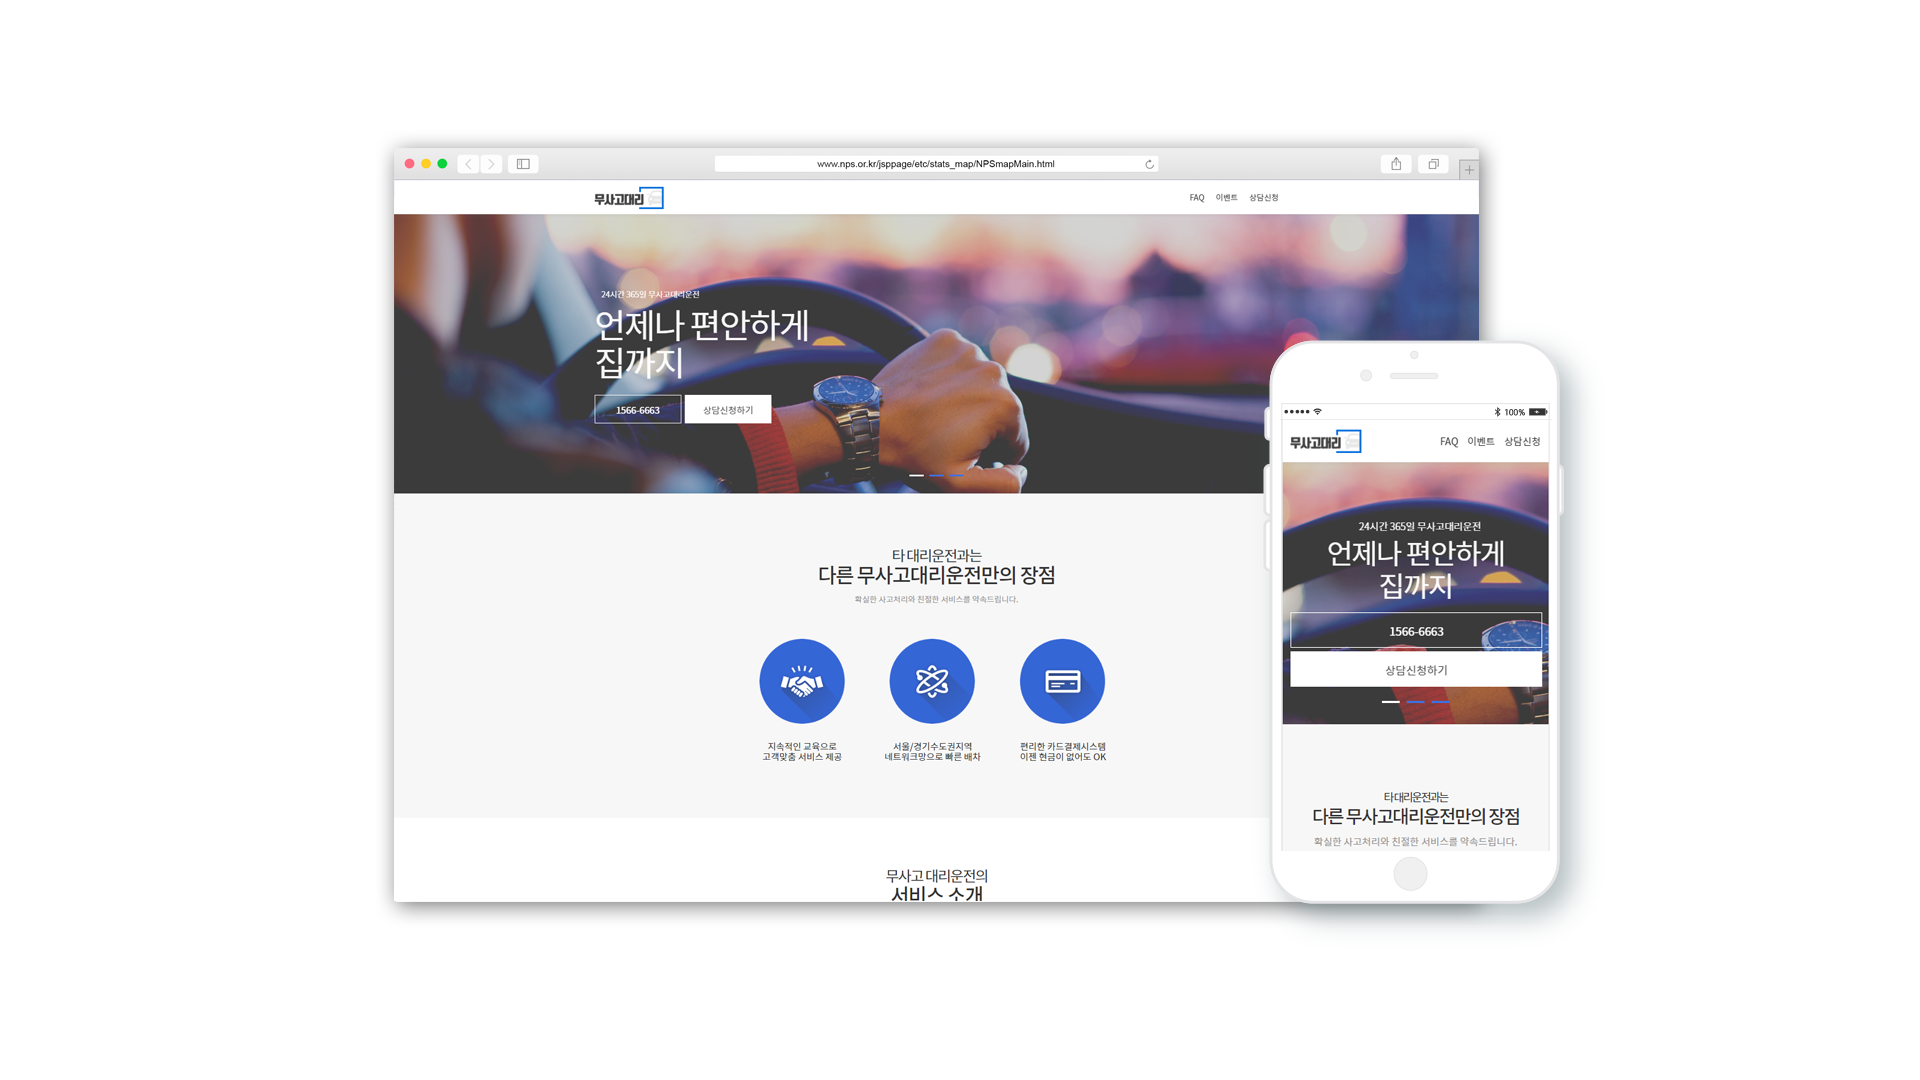 www.nps.or.kr/jsppage/etc/stats_map/NPSmapMain.html
무사고대리
FAQ 이벤트 상담신청
24시간 365일 무사고대리운전
언제나 편안하게
집까지
1566-6663 상담신청하기
타 대리운전과는
다른 무사고대리운전만의 장점
확실한 사고처리와 친절한 서비스를 약속드립니다.
지속적인 교육으로
고객맞춤 서비스 제공
서울/경기수도권지역
네트워크망으로 빠른 배차
편리한 카드결제시스템
이젠 현금이 없어도 OK
무사고 대리운전의
서비스 소개
100%
무사고대리
FAQ 이벤트 상담신청
24시간 365일 무사고대리운전
언제나 편안하게
집까지
1566-6663
상담신청하기
타 대리운전과는
다른 무사고대리운전만의 장점
확실한 사고처리와 친절한 서비스를 약속드립니다.